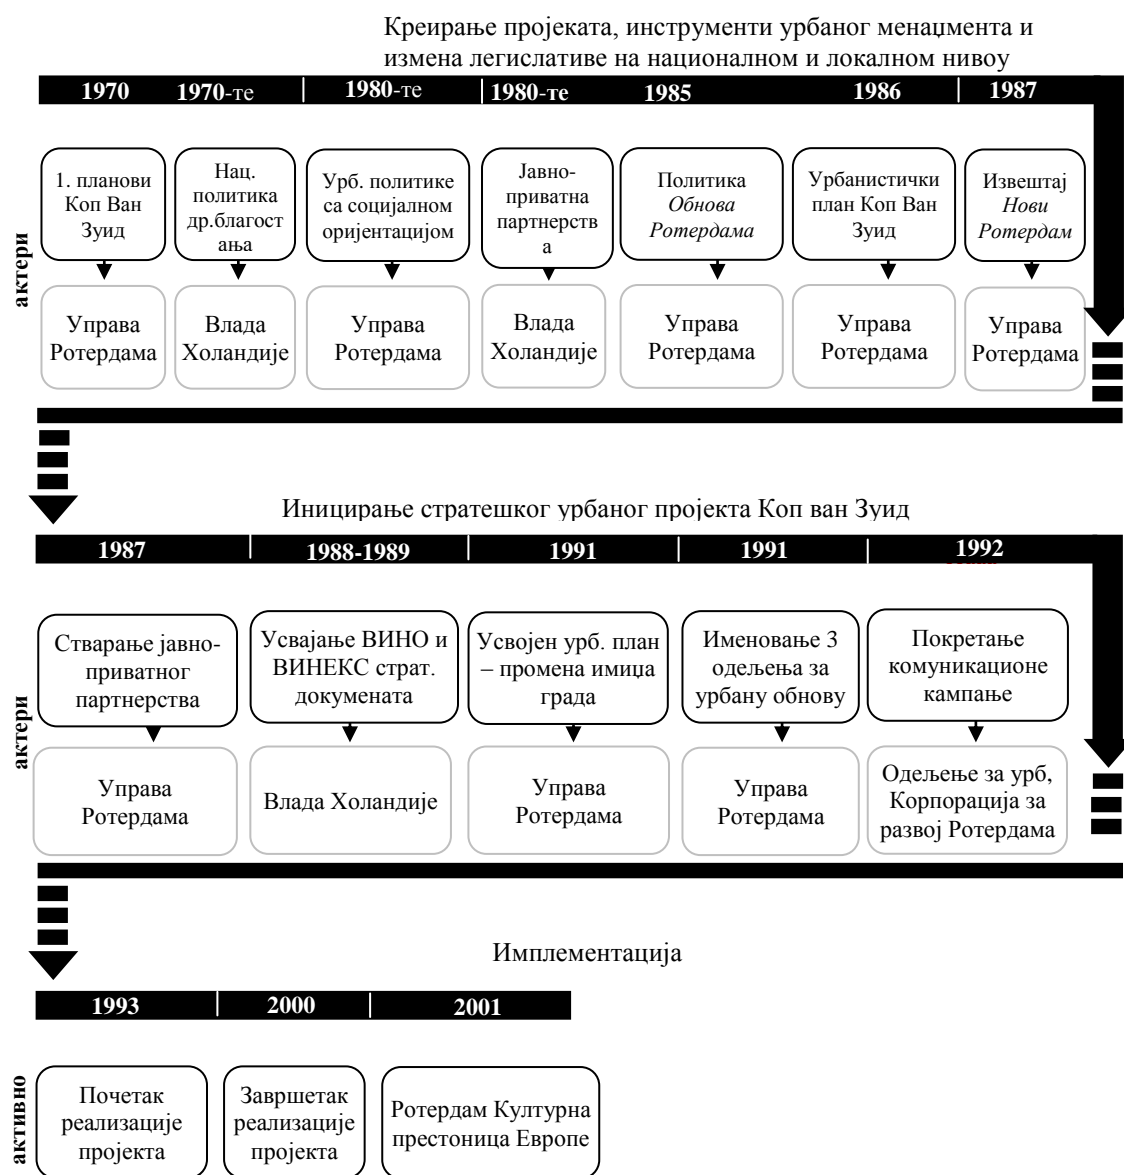 Креирање пројеката, инструменти урбаног менаџмента и
измена легислативе на националном и локалном нивоу
1970 1970-те 1980-те 1980-те 1985 1986 1987
актери
1. планови
Коп Ван
Зуид
Нац.
политика
др.благост
ања
Урб. политике
са социјалном
оријентацијом
Јавно-
приватна
партнерств
а
Политика
Обнова
Ротердама
Урбанистички
план Коп Ван
Зуид
Извештај
Нови
Ротердам
Управа
Ротердама
Влада
Холандије
Управа
Ротердама
Влада
Холандије
Управа
Ротердама
Управа
Ротердама
Управа
Ротердама
Иницирање стратешког урбаног пројекта Коп ван Зуид
1987 1988-1989 1991 1991 1992
актери
Стварање јавно-
приватног
партнерства
Усвајање ВИНО и
ВИНЕКС страт.
докумената
Усвојен урб. план
– промена имиџа
града
Именовање 3
одељења за
урбану обнову
Покретање
комуникационе
кампање
Управа
Ротердама
Влада Холандије
Управа
Ротердама
Управа
Ротердама
Одељење за урб,
Корпорација за
развој Ротердама
Имплементација
1993 2000 2001
активно
Почетак
реализације
пројекта
Завршетак
реализације
пројекта
Ротердам Културна
престоница Европе